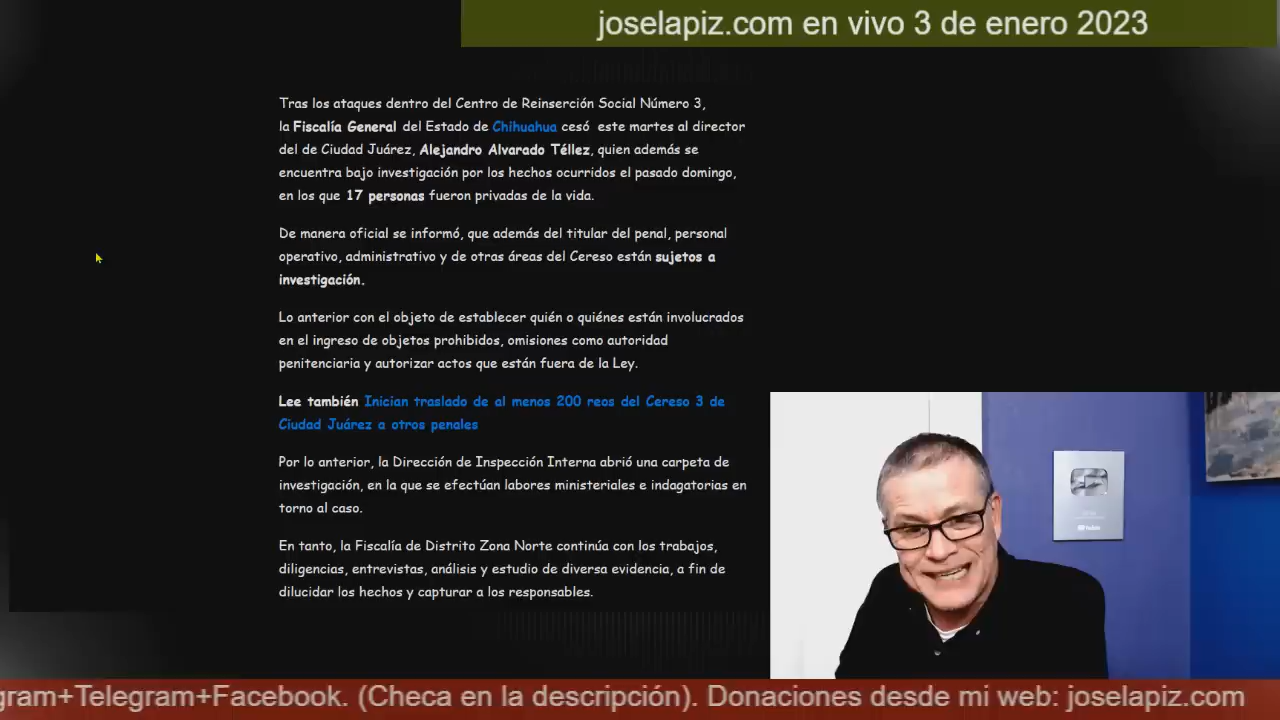 joselapiz.com en vivo 3 de enero 2023
Tras los ataques dentro del Centro de Reinserción Social Número 3,
la Fiscalía General del Estado de Chihuahua cesó este martes al director
del de Ciudad Juárez, Alejandro Alvarado Téllez, quien además se
encuentra bajo investigación por los hechos ocurridos el pasado domingo,
en los que 17 personas fueron privadas de la vida.
De manera oficial se informó, que además del titular del penal, personal
operativo, administrativo y de otras áreas del Cereso están sujetos a
investigación.
Lo anterior con el objeto de establecer quién o quiénes están involucrados
en el ingreso de objetos prohibidos, omisiones como autoridad
penitenciaria y autorizar actos que están fuera de la Ley.
Lee también Inician traslado de al menos 200 reos del Cereso 3 de
Ciudad Juárez a otros penales
Por lo anterior, la Dirección de Inspección Interna abrió una carpeta de
investigación, en la que se efectúan labores ministeriales e indagatorias en
torno al caso.
En tanto, la Fiscalía de Distrito Zona Norte continúa con los trabajos,
diligencias, entrevistas, análisis y estudio de diversa evidencia, a fin de
dilucidar los hechos y capturar a los responsables.
gram+Telegram+Facebook. (Checa en la descripción). Donaciones desde mi web: joselapiz.com